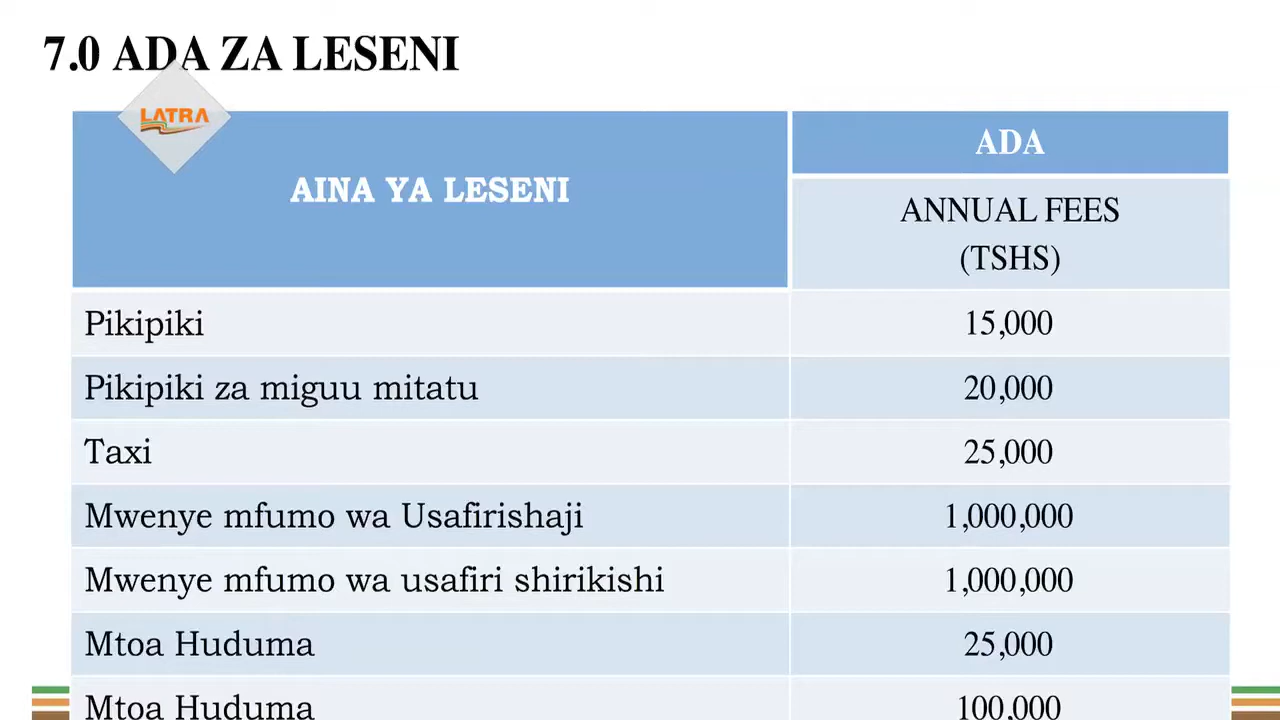 7.0 ADA ZA LESENI
LATRA
AINA YA LESENI
ADA
ANNUAL FEES
(TSHS)
Pikipiki 15,000
Pikipiki za miguu mitatu 20,000
Taxi 25,000
Mwenye mfumo wa Usafirishaji 1,000,000
Mwenye mfumo wa usafiri shirikishi 1,000,000
Mtoa Huduma 25,000
Mtoa Huduma 100,000